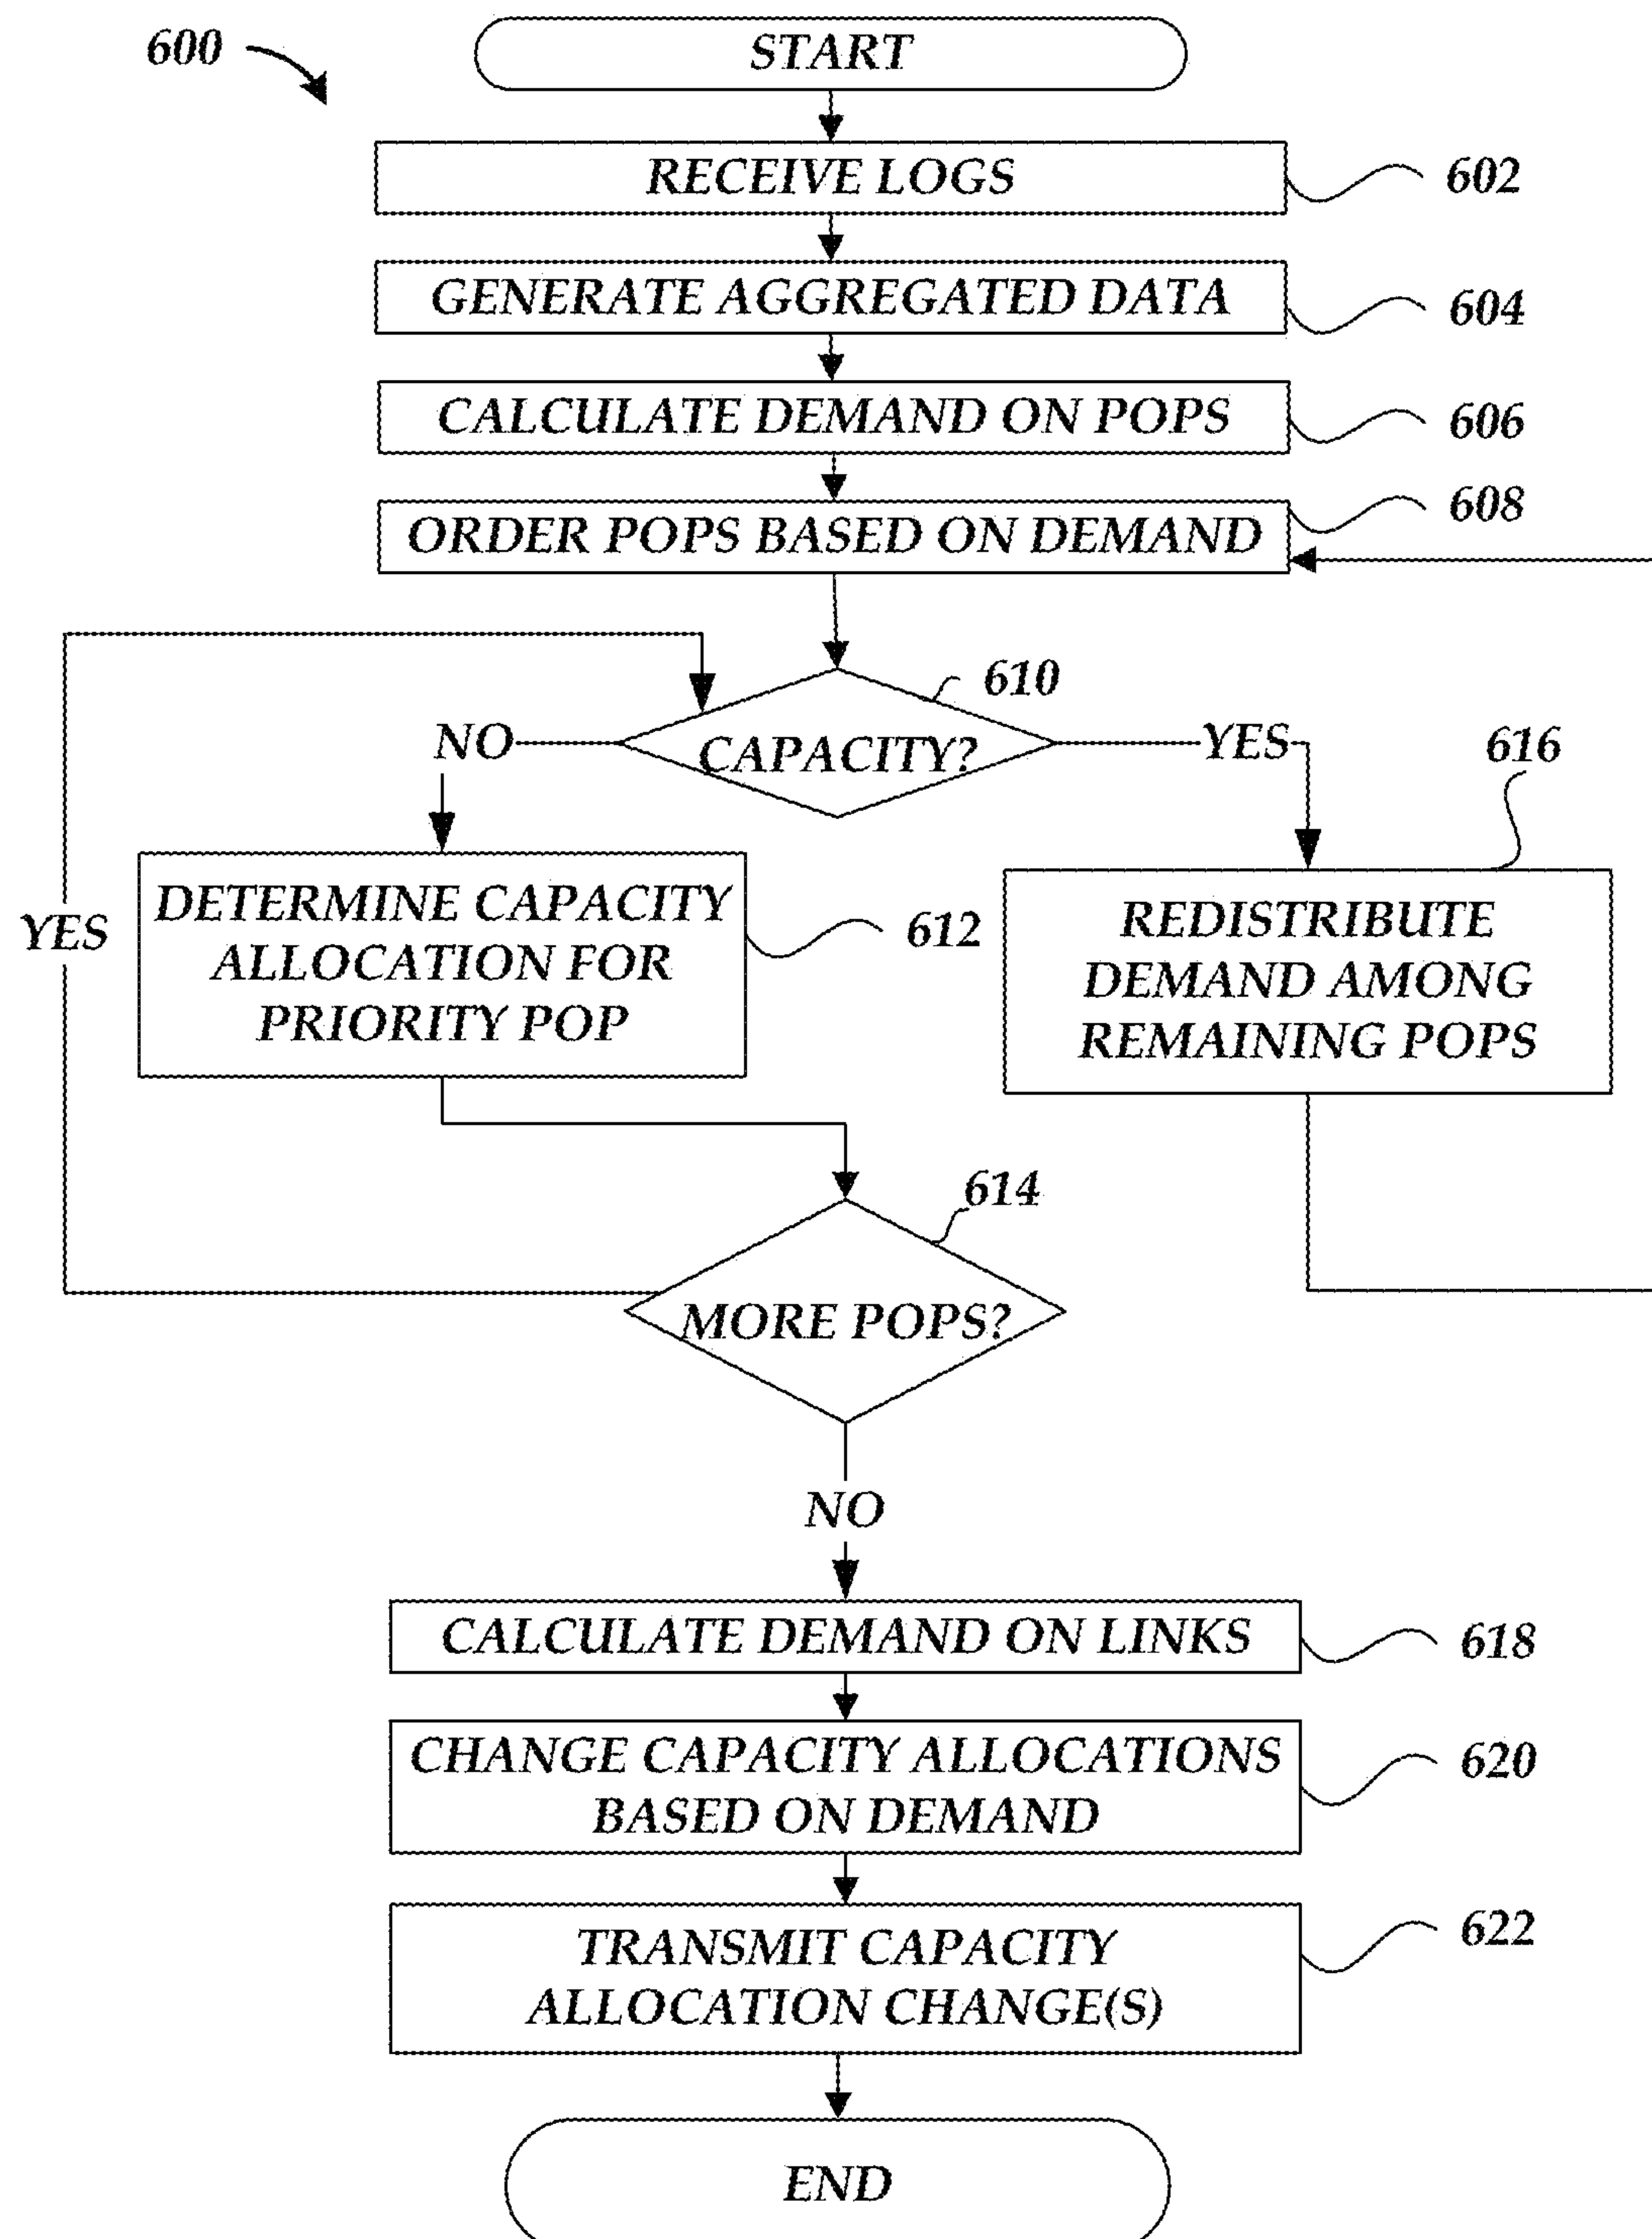 600
START
RECEIVE LOGS
602
GENERATE AGGREGATED DATA
604
CALCULATE DEMAND ON POPS
606
ORDER POPS BASED ON DEMAND
608
610
CAPACITY?
NO
YES
616
DETERMINE CAPACITY
ALLOCATION FOR
PRIORITY POP
612
YES
REDISTRIBUTE
DEMAND AMONG
REMAINING POPS
614
MORE POPS?
NO
CALCULATE DEMAND ON LINKS
618
CHANGE CAPACITY ALLOCATIONS
BASED ON DEMAND
620
TRANSMIT CAPACITY
ALLOCATION CHANGE(S)
622
END